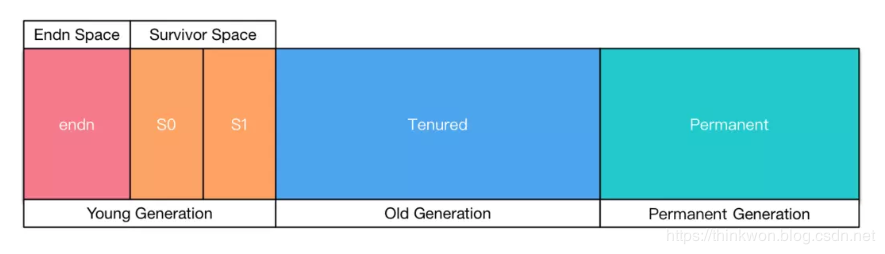 Endn Space
Survivor Space
endn
S0
S1
Tenured
Permanent
Young Generation
Old Generation
Permanent Generation
https://thinkwon.blog.csdn.net